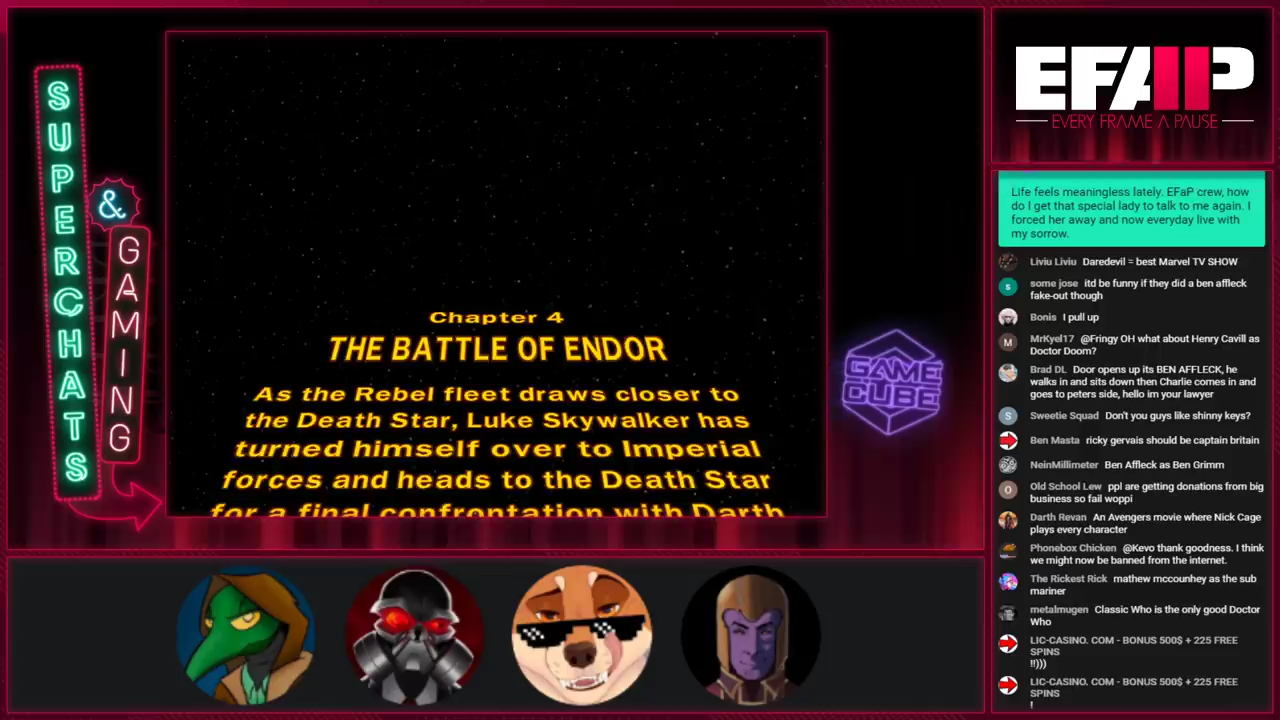 SUPERCHATS
&
GAMING
Chapter 4
THE BATTLE OF ENDOR
As the Rebel fleet draws closer to
the Death Star, Luke Skywalker has
turned himself over to Imperial
forces and heads to the Death Star
for a final confrontation with Darth
GAME
CUBE
EFAP
EVERY FRAME A PAUSE
Life feels meaningless lately. EFaP crew, how
do I get that special lady to talk to me again. I
forced her away and now everyday live with
my sorrow.
Liviu Liviu Daredevil = best Marvel TV SHOW
s
some jose itd be funny if they did a ben affleck
fake-out though
Bonis I pull up
M
MrKyel17 @Fringy OH what about Henry Cavill as
Doctor Doom?
Brad DL Door opens up its BEN AFFLECK, he
walks in and sits down then Charlie comes in and
goes to peters side, hello im your lawyer
S
Sweetie Squad Don't you guys like shinny keys?
Ben Masta ricky gervais should be captain britain
NeinMillimeter Ben Affleck as Ben Grimm
O
Old School Lew ppl are getting donations from big
business so fail woppi
Darth Revan An Avengers movie where Nick Cage
plays every character
Phonebox Chicken @Kevo thank goodness. I think
we might now be banned from the internet.
The Rickest Rick mathew mccounhey as the sub
mariner
metalmugen Classic Who is the only good Doctor
Who
LIC-CASINO. COM - BONUS 500$ + 225 FREE
SPINS
!!)))
LIC-CASINO. COM - BONUS 500$ + 225 FREE
SPINS
!